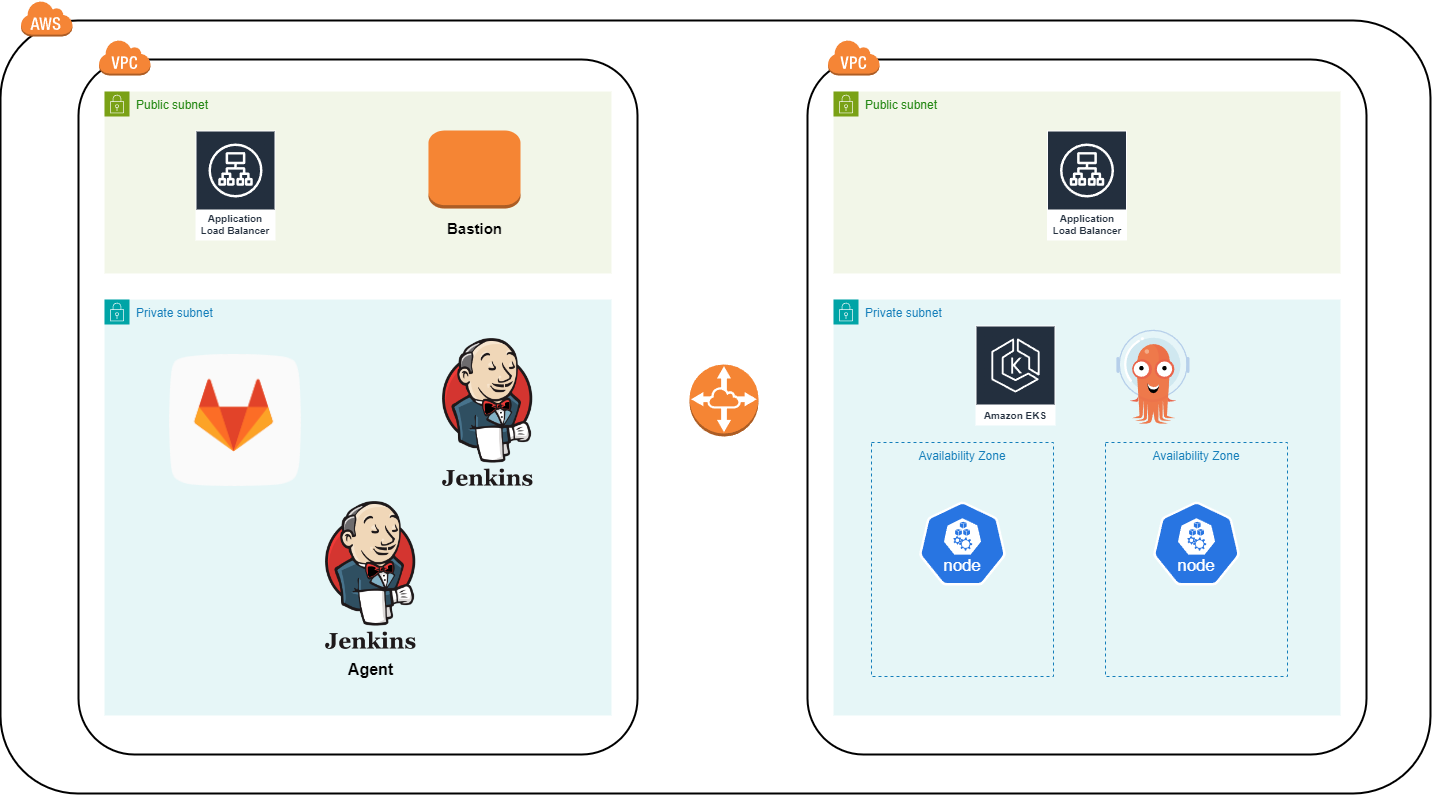 AWS
VPC
Public subnet
Application
Load Balancer
Bastion
Private subnet
Jenkins
Jenkins
Agent
VPC
Public subnet
Application
Load Balancer
Private subnet
K
Amazon EKS
Availability Zone
node
Availability Zone
node